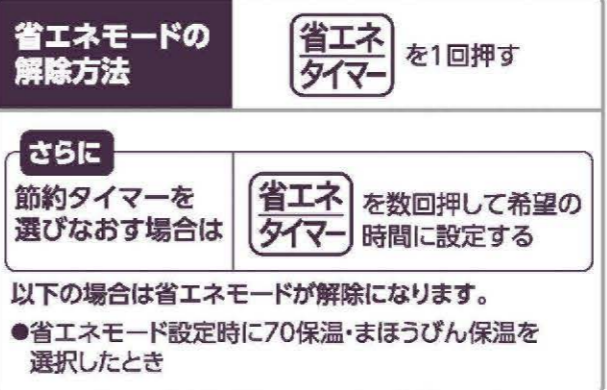 省エネモードの
解除方法
省エネ
タイマー
を1回押す
さらに
節約タイマーを
選びなおす場合は
省エネ
タイマー
を数回押して希望の
時間に設定する
以下の場合は省エネモードが解除になります。
●省エネモード設定時に70保温・まほうびん保温を
選択したとき